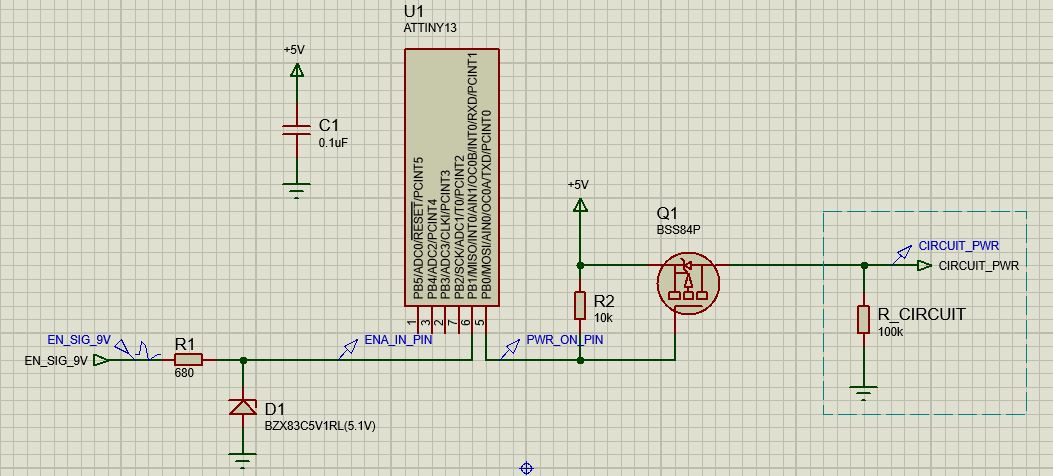 U1
ATTINY13
+5V
C1
0.1uF
PB5/ADC0/RESET/PCINT5
PB4/ADC2/PCINT4
PB3/ADC3/CLKI/PCINT3
PB2/SCK/ADC1/T0/PCINT2
PB1/MISO/INT0/AIN1/OC0B/INT0/RXD/PCINT1
PB0/MOSI/AIN0/OC0A/TXD/PCINT0
1
3
2
7
6
5
+5V
Q1
BSS84P
CIRCUIT_PWR
CIRCUIT_PWR
R2
10k
R_CIRCUIT
100k
EN_SIG_9V
EN_SIG_9V
R1
680
ENA_IN_PIN
PWR_ON_PIN
D1
BZX83C5V1RL(5.1V)